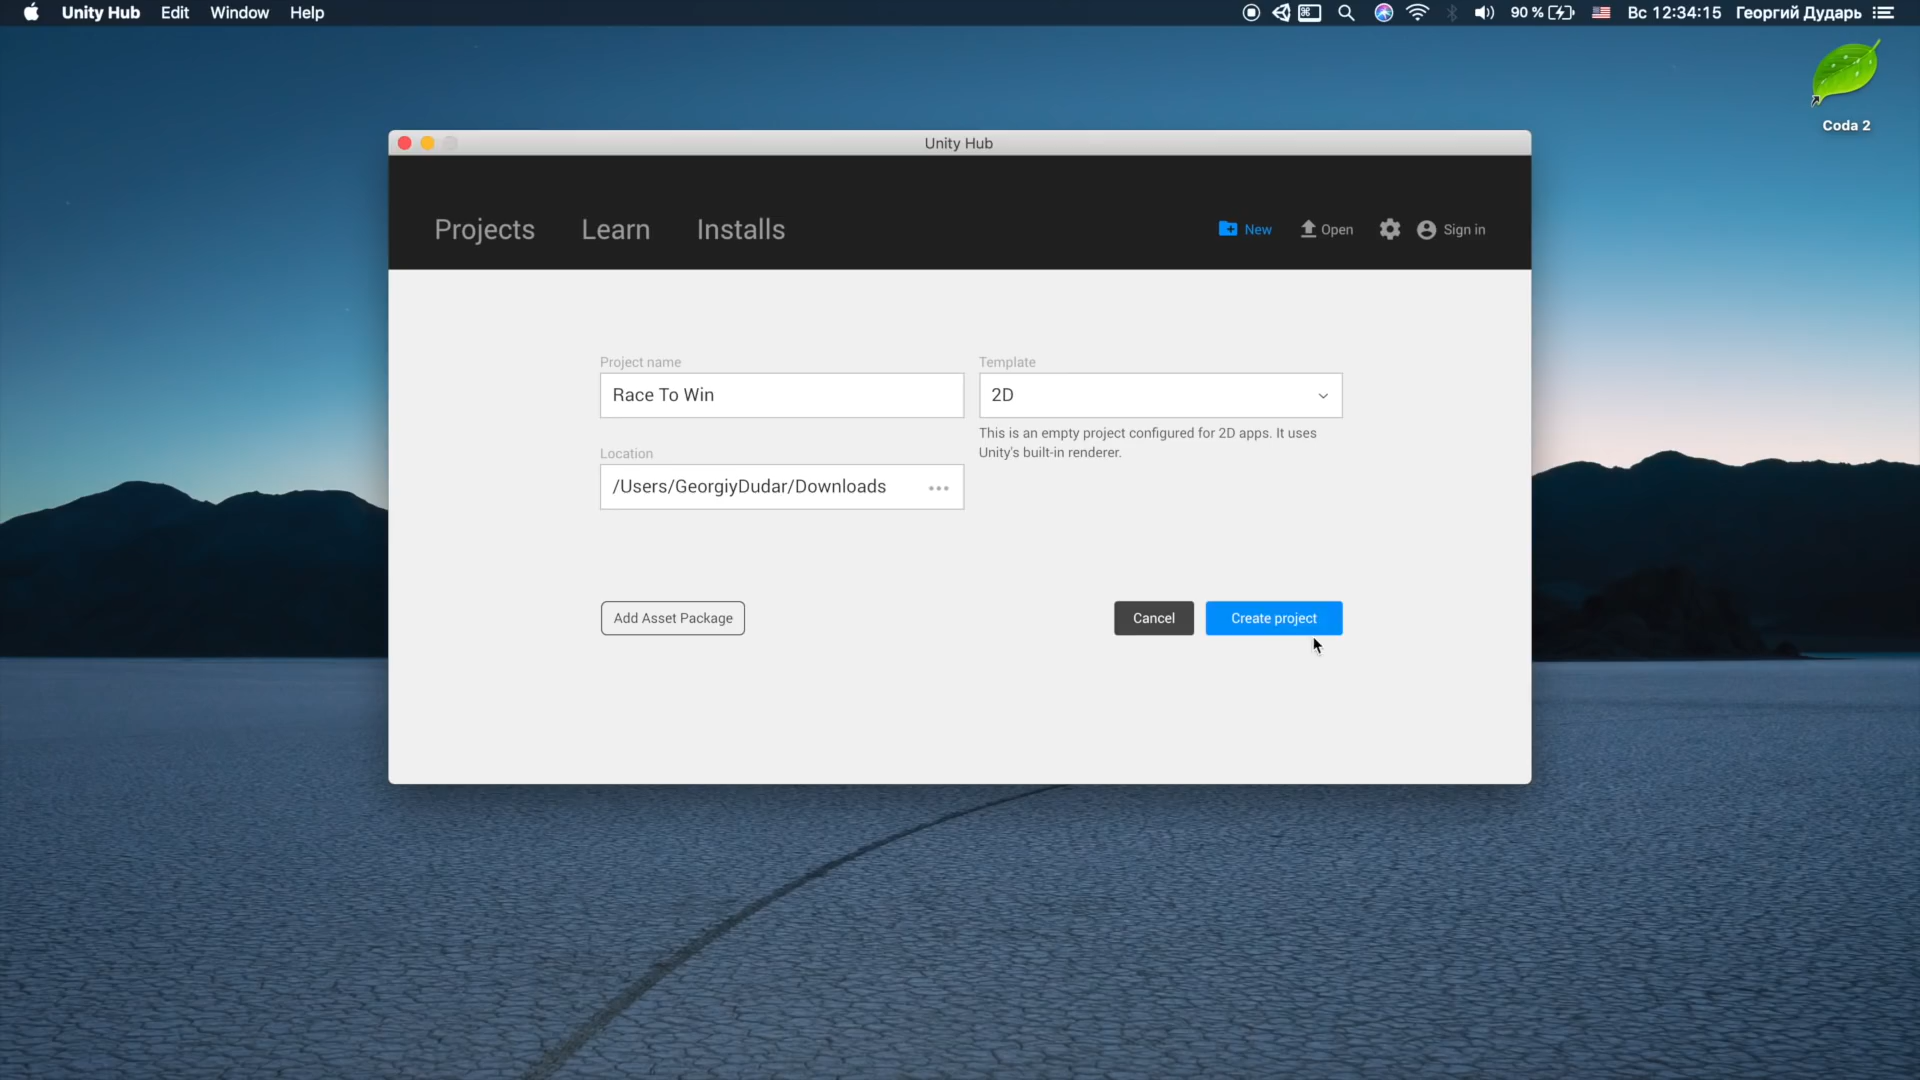 Unity Hub Edit Window Help
90 % Вс 12:34:15 Георгий Дударь
Coda 2
Unity Hub
Projects Learn Installs
New Open Sign in
Project name
Race To Win
Template
2D
This is an empty project configured for 2D apps. It uses
Unity's built-in renderer.
Location
/Users/GeorgiyDudar/Downloads
Add Asset Package
Cancel
Create project